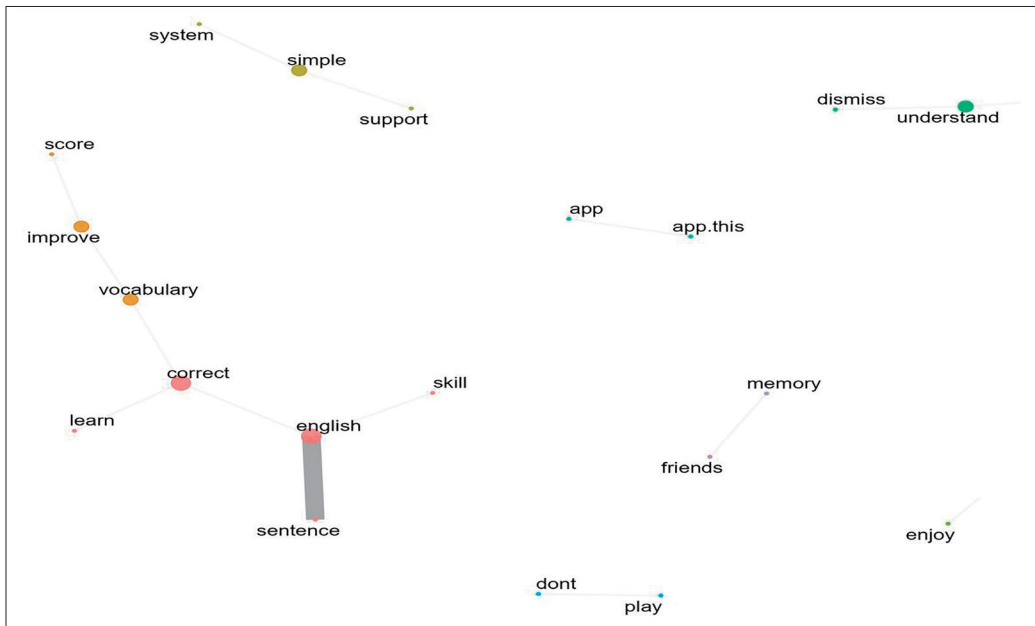 system
simple
support
dismiss
understand
score
improve
vocabulary
app
app.this
correct
learn
english
skill
sentence
memory
friends
enjoy
dont
play